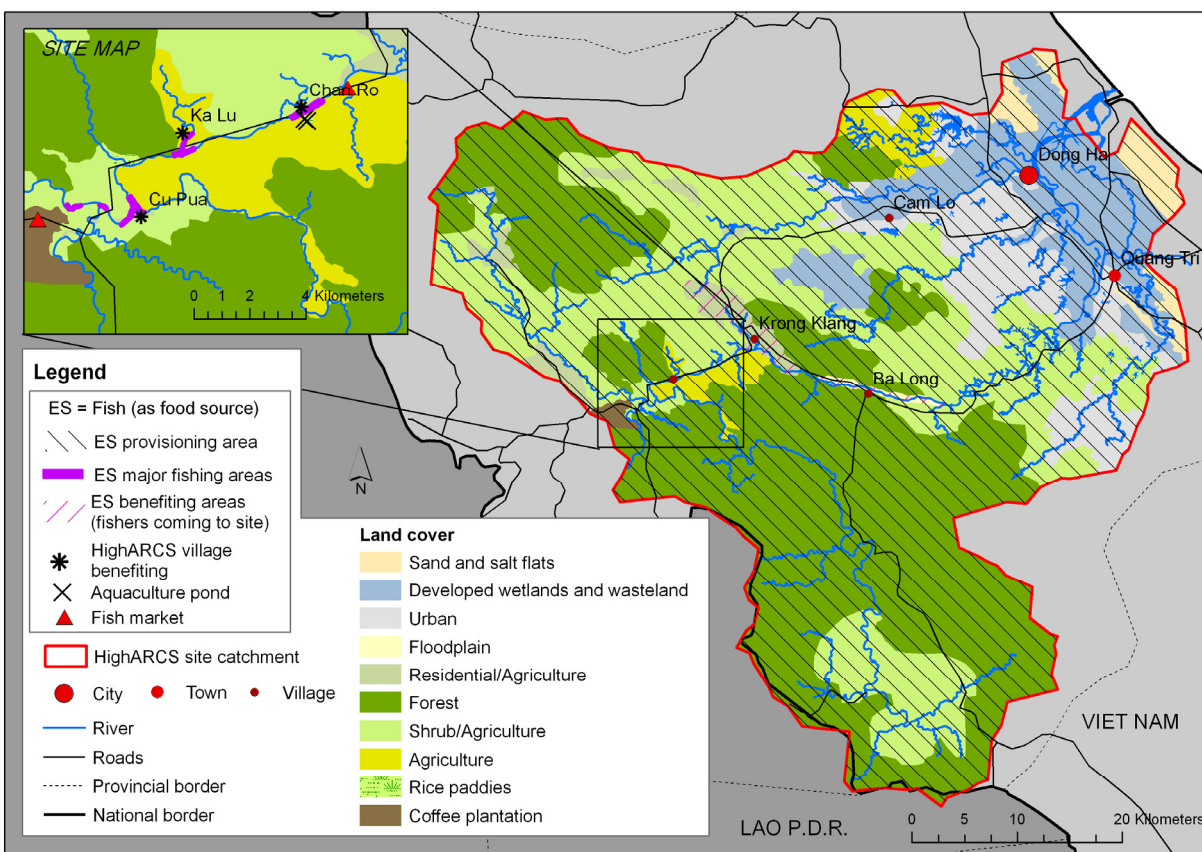 SITE MAP
Chan Ro
Ka Lu
Cu Pua
0 2 4 Kilometers
Dong Ha
Cam Lo
Quang Tri
Krong Klang
Ba Long
N
Legend
ES = Fish (as food source)
ES provisioning area
ES major fishing areas
ES benefiting areas
(fishers coming to site)
HighARCS village
benefiting
Aquaculture pond
Fish market
HighARCS site catchment
City Town Village
River
Roads
Provincial border
National border
Land cover
Sand and salt flats
Developed wetlands and wasteland
Urban
Floodplain
Residential/Agriculture
Forest
Shrub/Agriculture
Agriculture
Rice paddies
Coffee plantation
VIET NAM
LAO P.D.R.
0 5 10 20 Kilometers